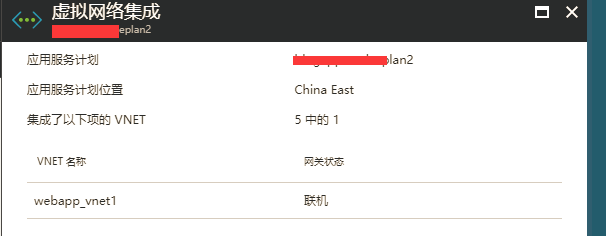 虚拟网络集成
eplan2
应用服务计划 plan2
应用服务计划位置 China East
集成了以下项的 VNET 5 中的 1
VNET 名称 网关状态
webapp_vnet1 联机